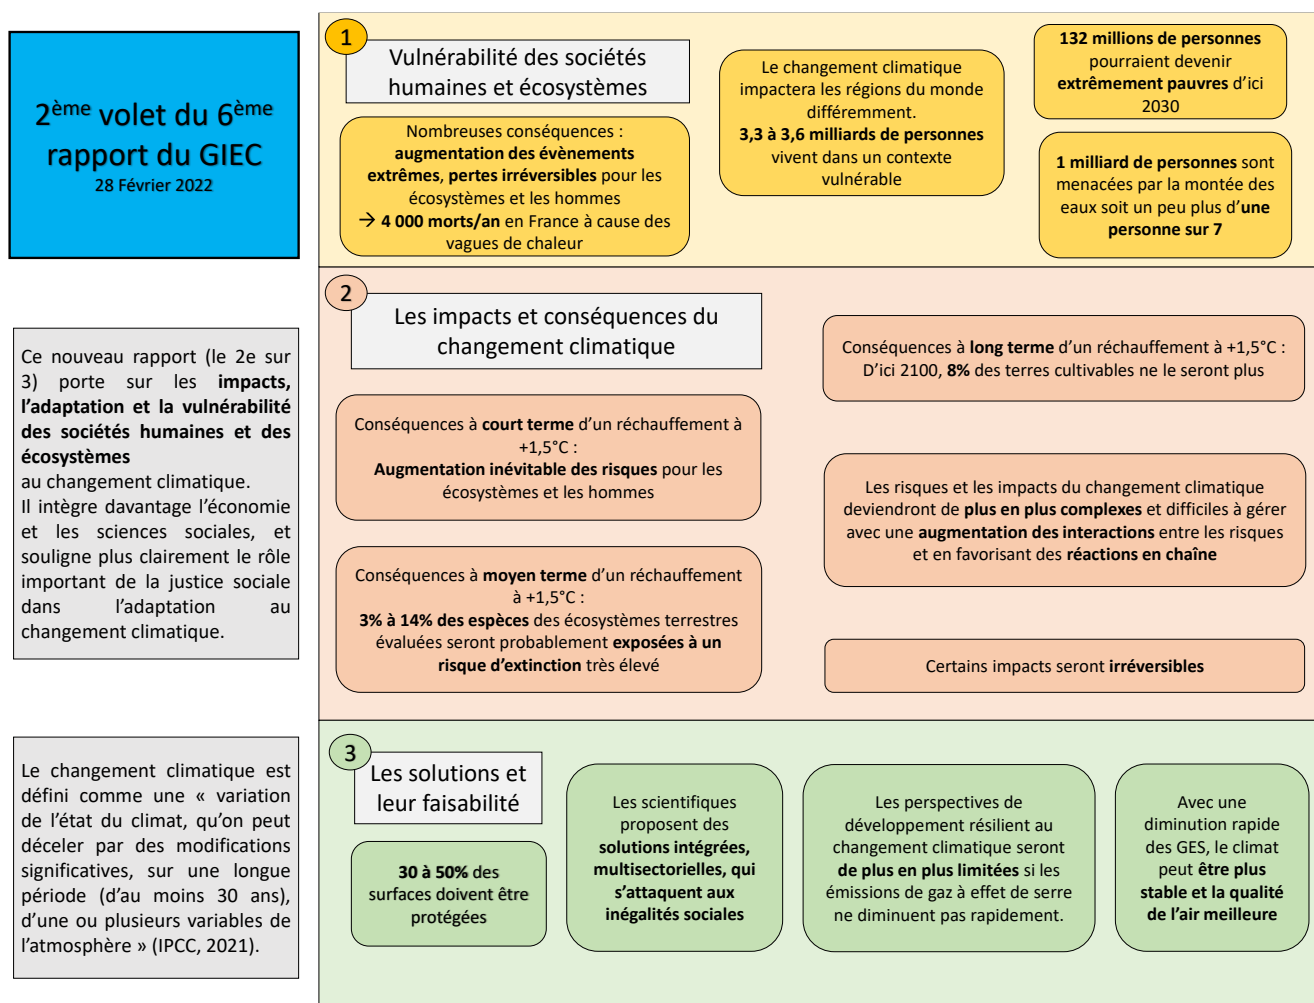 2ème volet du 6ème
rapport du GIEC
28 Février 2022
Ce nouveau rapport (le 2e sur
3) porte sur les impacts,
l’adaptation et la vulnérabilité
des sociétés humaines et des
écosystèmes
au changement climatique.
Il intègre davantage l’économie
et les sciences sociales, et
souligne plus clairement le rôle
important de la justice sociale
dans l’adaptation au
changement climatique.
Le changement climatique est
défini comme une « variation
de l’état du climat, qu’on peut
déceler par des modifications
significatives, sur une longue
période (d’au moins 30 ans),
d’une ou plusieurs variables de
l’atmosphère » (IPCC, 2021).
1
Vulnérabilité des sociétés
humaines et écosystèmes
Nombreuses conséquences :
augmentation des évènements
extrêmes, pertes irréversibles pour les
écosystèmes et les hommes
→ 4 000 morts/an en France à cause des
vagues de chaleur
Le changement climatique
impactera les régions du monde
différemment.
3,3 à 3,6 milliards de personnes
vivent dans un contexte
vulnérable
132 millions de personnes
pourraient devenir
extrêmement pauvres d’ici
2030
1 milliard de personnes sont
menacées par la montée des
eaux soit un peu plus d’une
personne sur 7
2
Les impacts et conséquences du
changement climatique
Conséquences à court terme d’un réchauffement à
+1,5°C :
Augmentation inévitable des risques pour les
écosystèmes et les hommes
Conséquences à moyen terme d’un réchauffement
à +1,5°C :
3% à 14% des espèces des écosystèmes terrestres
évaluées seront probablement exposées à un
risque d’extinction très élevé
Conséquences à long terme d’un réchauffement à +1,5°C :
D’ici 2100, 8% des terres cultivables ne le seront plus
Les risques et les impacts du changement climatique
deviendront de plus en plus complexes et difficiles à gérer
avec une augmentation des interactions entre les risques
et en favorisant des réactions en chaîne
Certains impacts seront irréversibles
3
Les solutions et
leur faisabilité
30 à 50% des
surfaces doivent être
protégées
Les scientifiques
proposent des
solutions intégrées,
multisectorielles, qui
s’attaquent aux
inégalités sociales
Les perspectives de
développement résilient au
changement climatique seront
de plus en plus limitées si les
émissions de gaz à effet de serre
ne diminuent pas rapidement.
Avec une
diminution rapide
des GES, le climat
peut être plus
stable et la qualité
de l’air meilleure